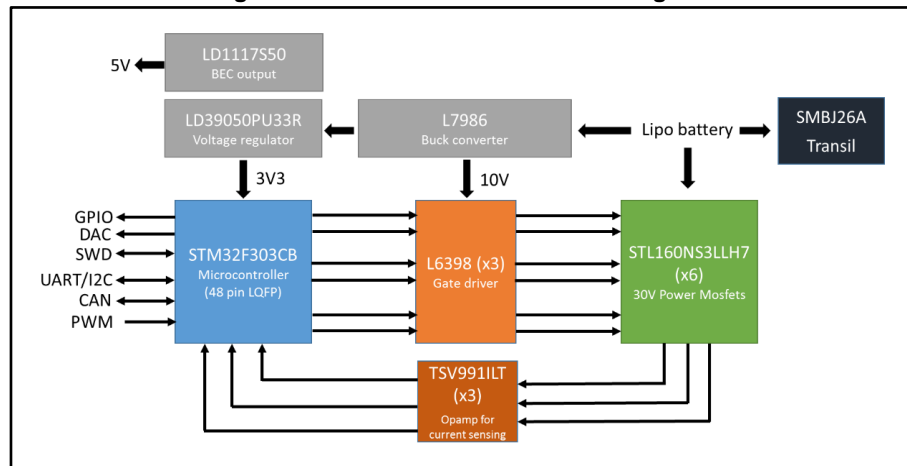 LD1117S50
BEC output
5V
LD39050PU33R
Voltage regulator
L7986
Buck converter
Lipo battery
SMBJ26A
Transil
3V3
10V
GPIO
DAC
SWD
UART/I2C
CAN
PWM
STM32F303CB
Microcontroller
(48 pin LQFP)
L6398 (x3)
Gate driver
STL160NS3LLH7
(x6)
30V Power Mosfets
TSV991ILT
(x3)
Opamp for
current sensing